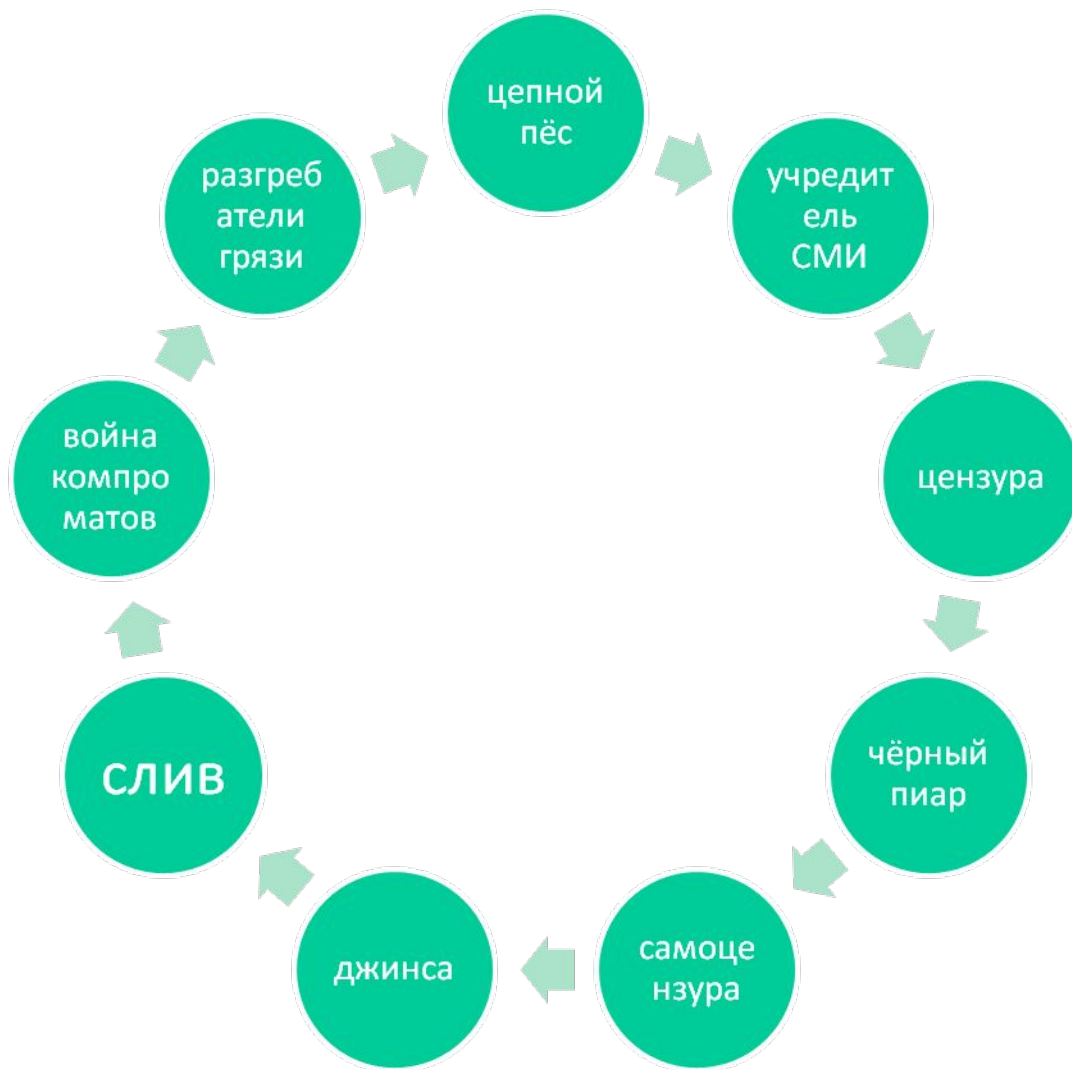 цепной
пёс
учредит
ель
СМИ
цензура
чёрный
пиар
самоце
нзура
джинса
слив
война
компро
матов
разгреб
атели
грязи